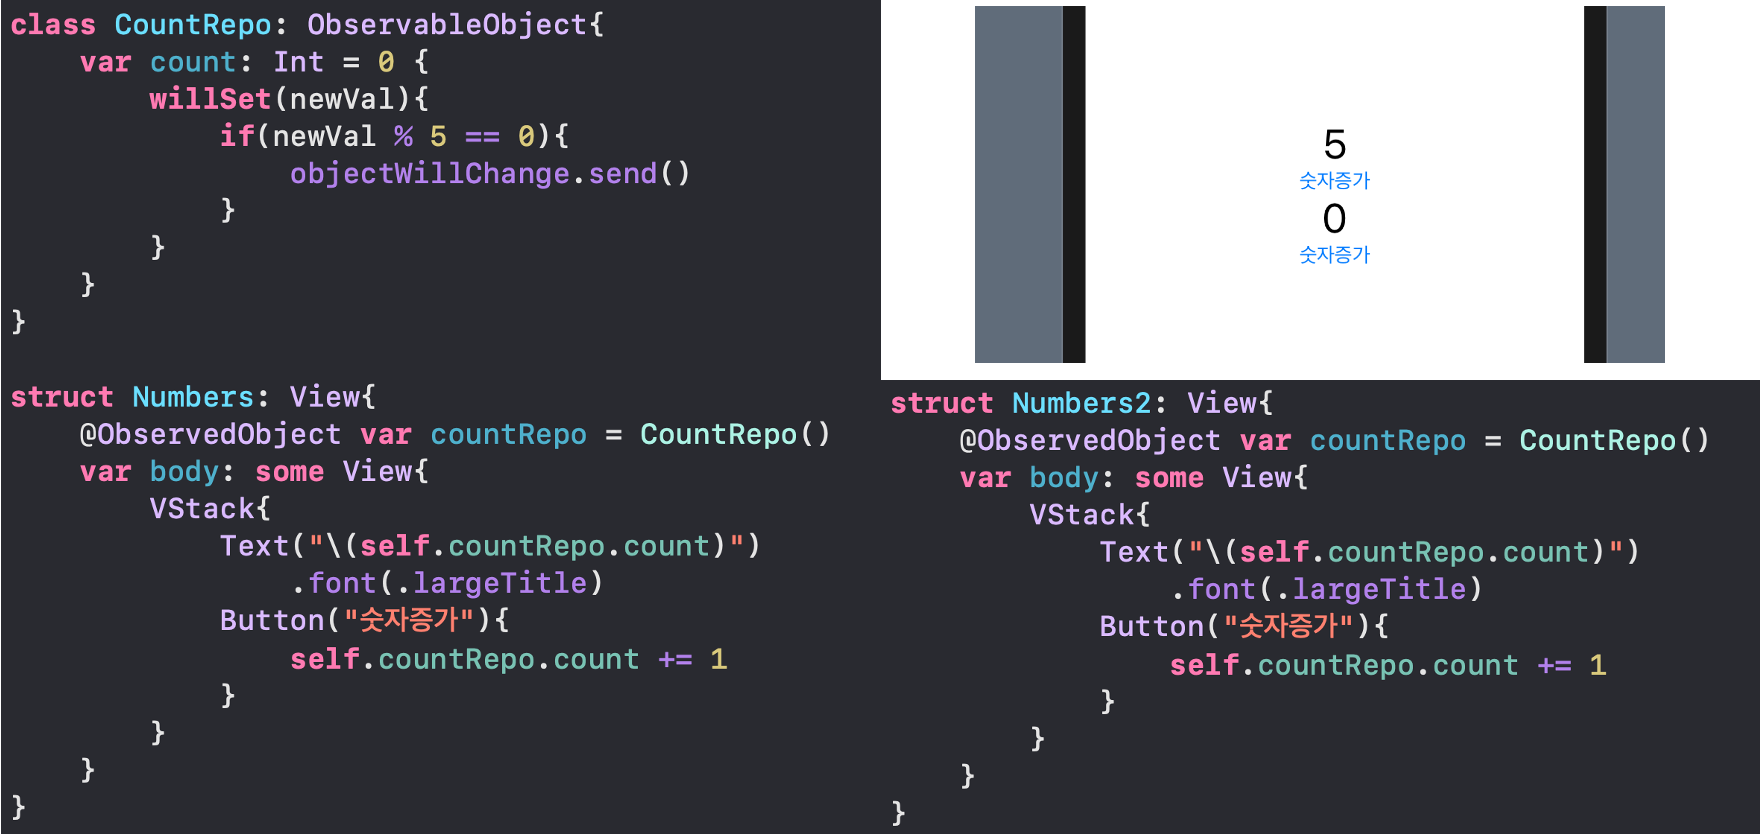 class CountRepo: ObservableObject{
    var count: Int = 0 {
        willSet(newVal){
            if(newVal % 5 == 0){
                objectWillChange.send()
            }
        }
    }
}
struct Numbers: View{
    @ObservedObject var countRepo = CountRepo()
    var body: some View{
        VStack{
            Text("\(self.countRepo.count)")
                .font(.largeTitle)
            Button("숫자증가"){
                self.countRepo.count += 1
            }
        }
    }
}
5
숫자증가
0
숫자증가
struct Numbers2: View{
    @ObservedObject var countRepo = CountRepo()
    var body: some View{
        VStack{
            Text("\(self.countRepo.count)")
                .font(.largeTitle)
            Button("숫자증가"){
                self.countRepo.count += 1
            }
        }
    }
}